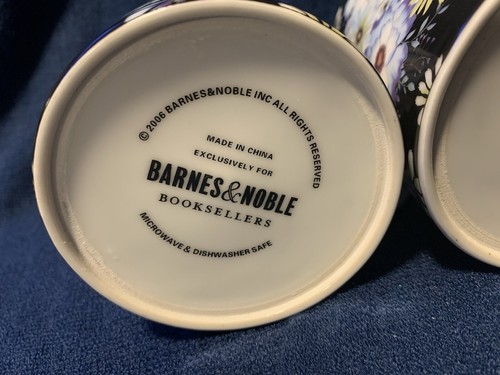 © 2006 BARNES&NOBLE INC ALL RIGHTS RESERVED
MADE IN CHINA
EXCLUSIVELY FOR
BARNES&NOBLE
BOOKSELLERS
MICROWAVE & DISHWASHER SAFE